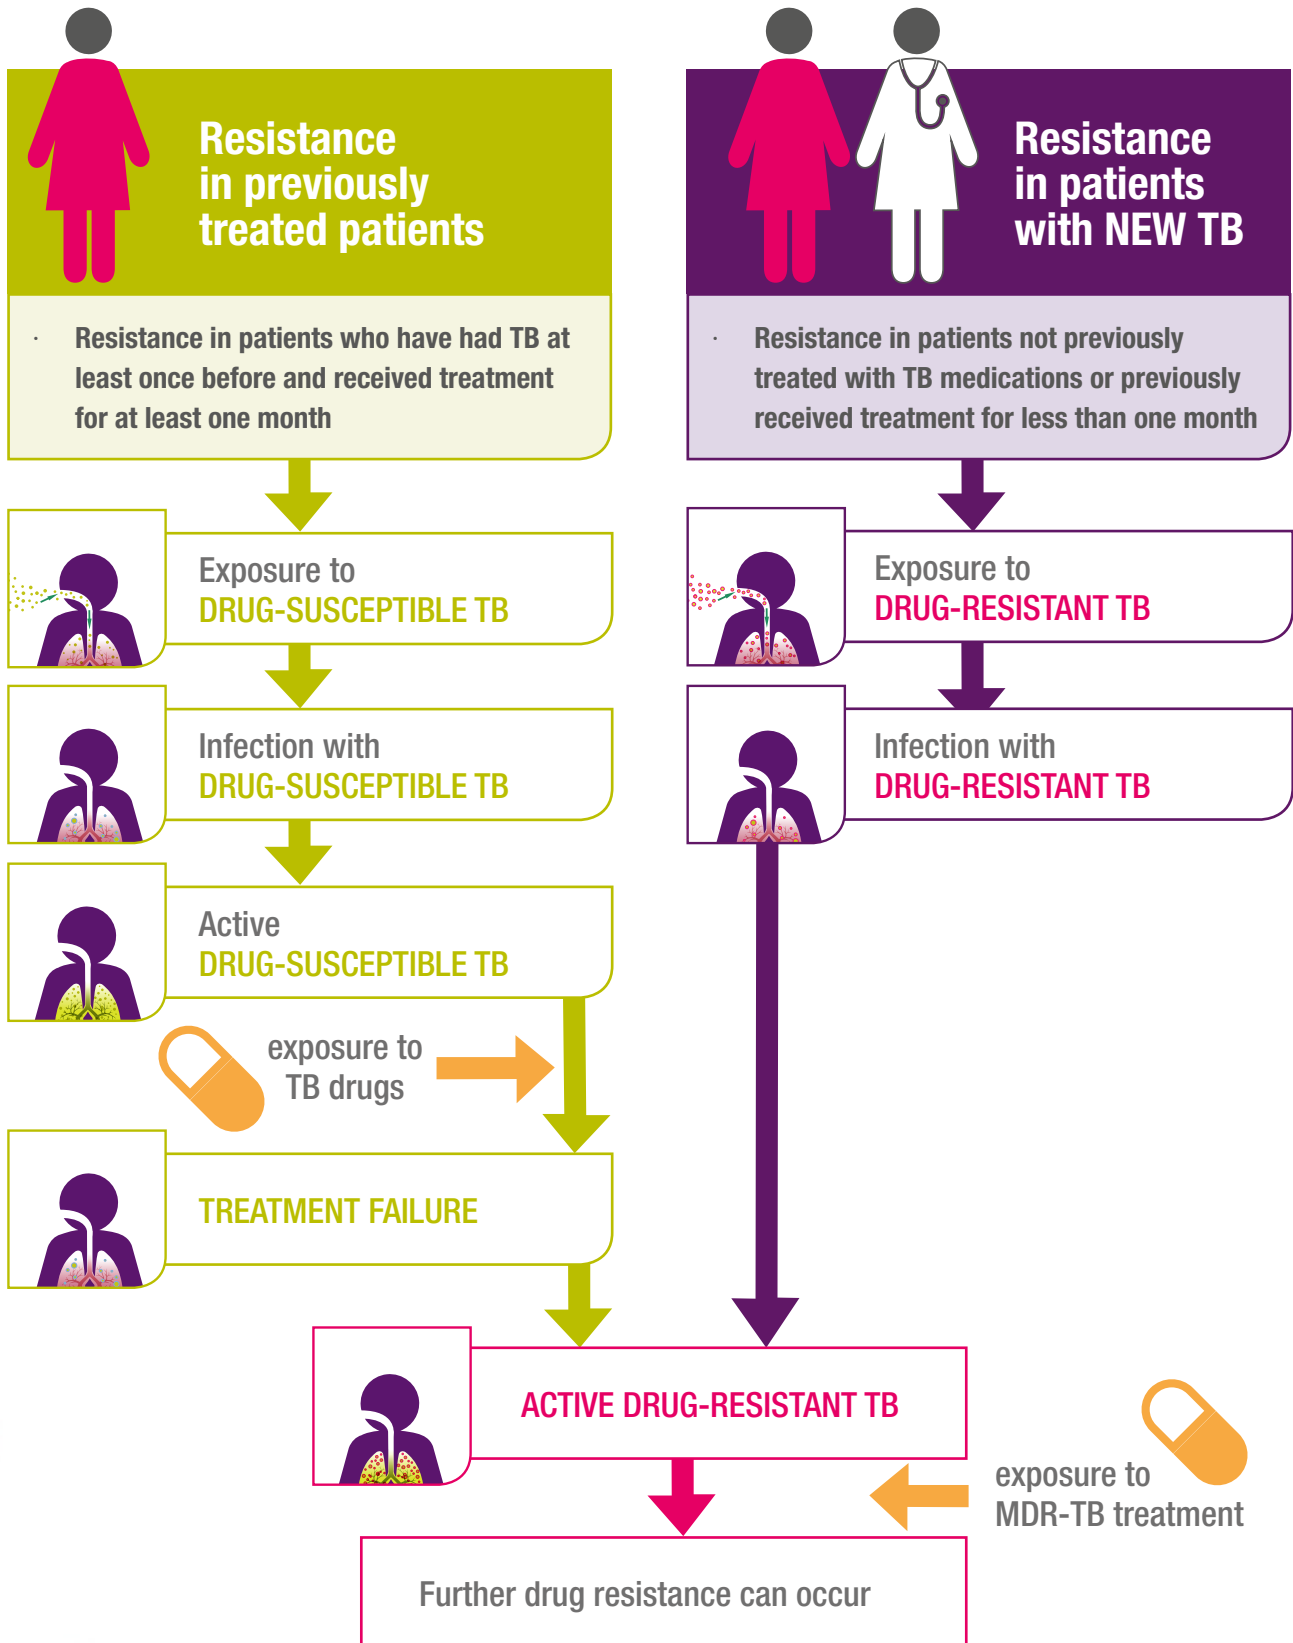 Resistance
in previously
treated patients
· Resistance in patients who have had TB at
least once before and received treatment
for at least one month
Exposure to
DRUG-SUSCEPTIBLE TB
Infection with
DRUG-SUSCEPTIBLE TB
Active
DRUG-SUSCEPTIBLE TB
exposure to
TB drugs
TREATMENT FAILURE
Resistance
in patients
with NEW TB
· Resistance in patients not previously
treated with TB medications or previously
received treatment for less than one month
Exposure to
DRUG-RESISTANT TB
Infection with
DRUG-RESISTANT TB
ACTIVE DRUG-RESISTANT TB
exposure to
MDR-TB treatment
Further drug resistance can occur